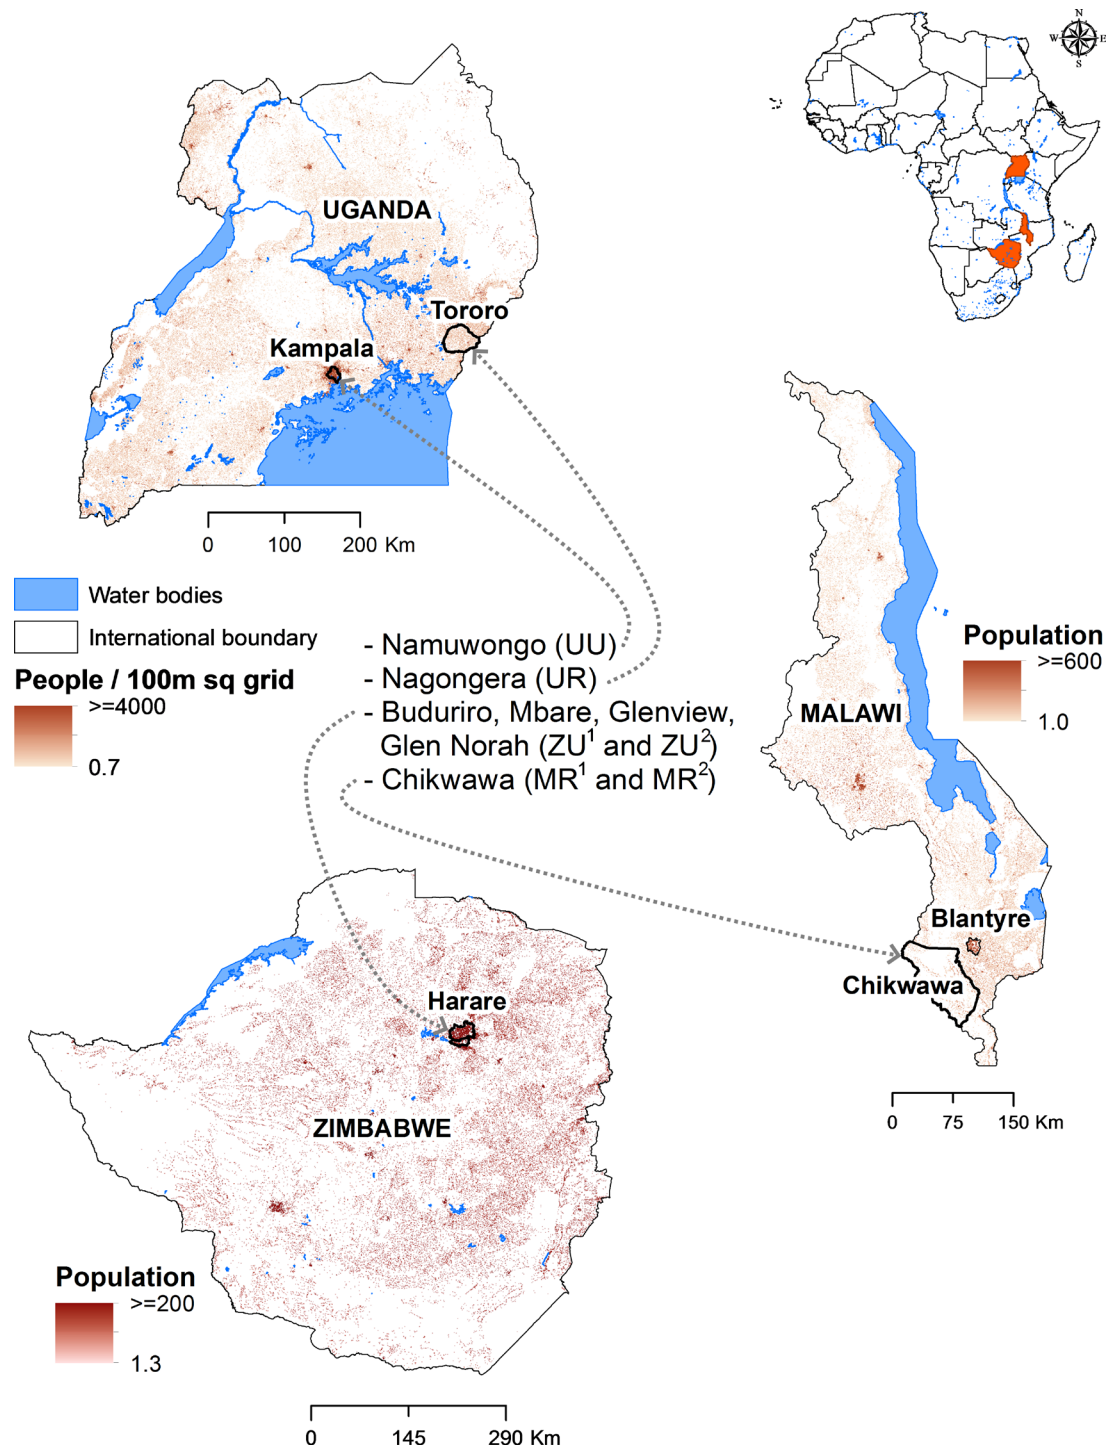 N
W E
S
UGANDA
Tororo
Kampala
0 100 200 Km
Water bodies
International boundary
People / 100m sq grid
>=4000
0.7
- Namuwongo (UU)
- Nagongera (UR)
- Buduriro, Mbare, Glenview,
Glen Norah (ZU¹ and ZU²)
- Chikwawa (MR¹ and MR²)
Population
>=600
1.0
MALAWI
Blantyre
Chikwawa
0 75 150 Km
Harare
ZIMBABWE
Population
>=200
1.3
0 145 290 Km